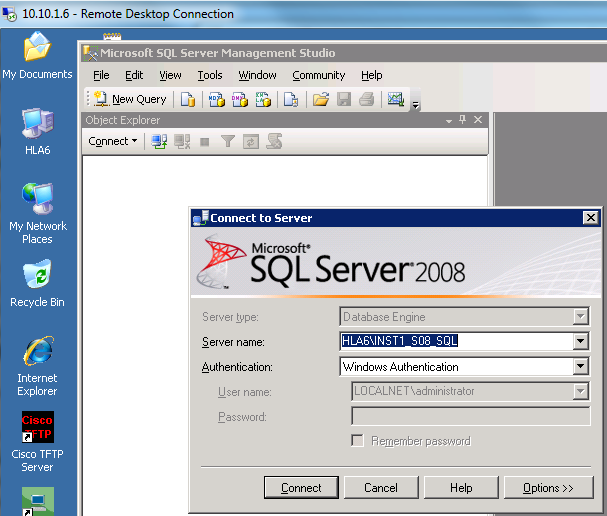 10.10.1.6 - Remote Desktop Connection
My Documents
HLA6
My Network
Places
Recycle Bin
Internet
Explorer
Cisco
TFTP
Cisco TFTP
Server
Microsoft SQL Server Management Studio
File Edit View Tools Window Community Help
New Query
Object Explorer
Connect
Connect to Server
Microsoft®
SQL Server® 2008
Server type: Database Engine
Server name: HLA6\INST1_S08_SQL
Authentication: Windows Authentication
User name: LOCALNET\administrator
Password:
Remember password
Connect Cancel Help Options >>